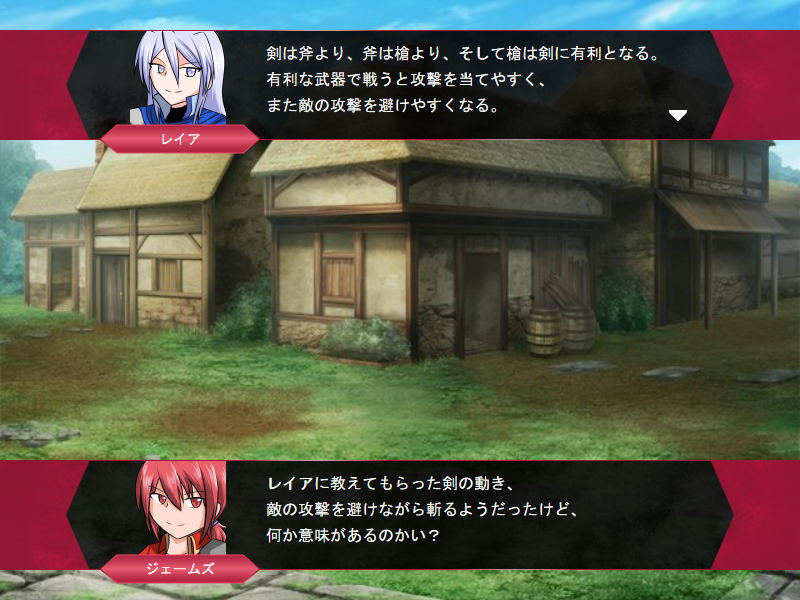 剣は斧より、斧は槍より、そして槍は剣に有利となる。
有利な武器で戦うと攻撃を当てやすく、
また敵の攻撃を避けやすくなる。
レイア
レイアに教えてもらった剣の動き、
敵の攻撃を避けながら斬るようだったけど、
何か意味があるのかい？
ジェームズ